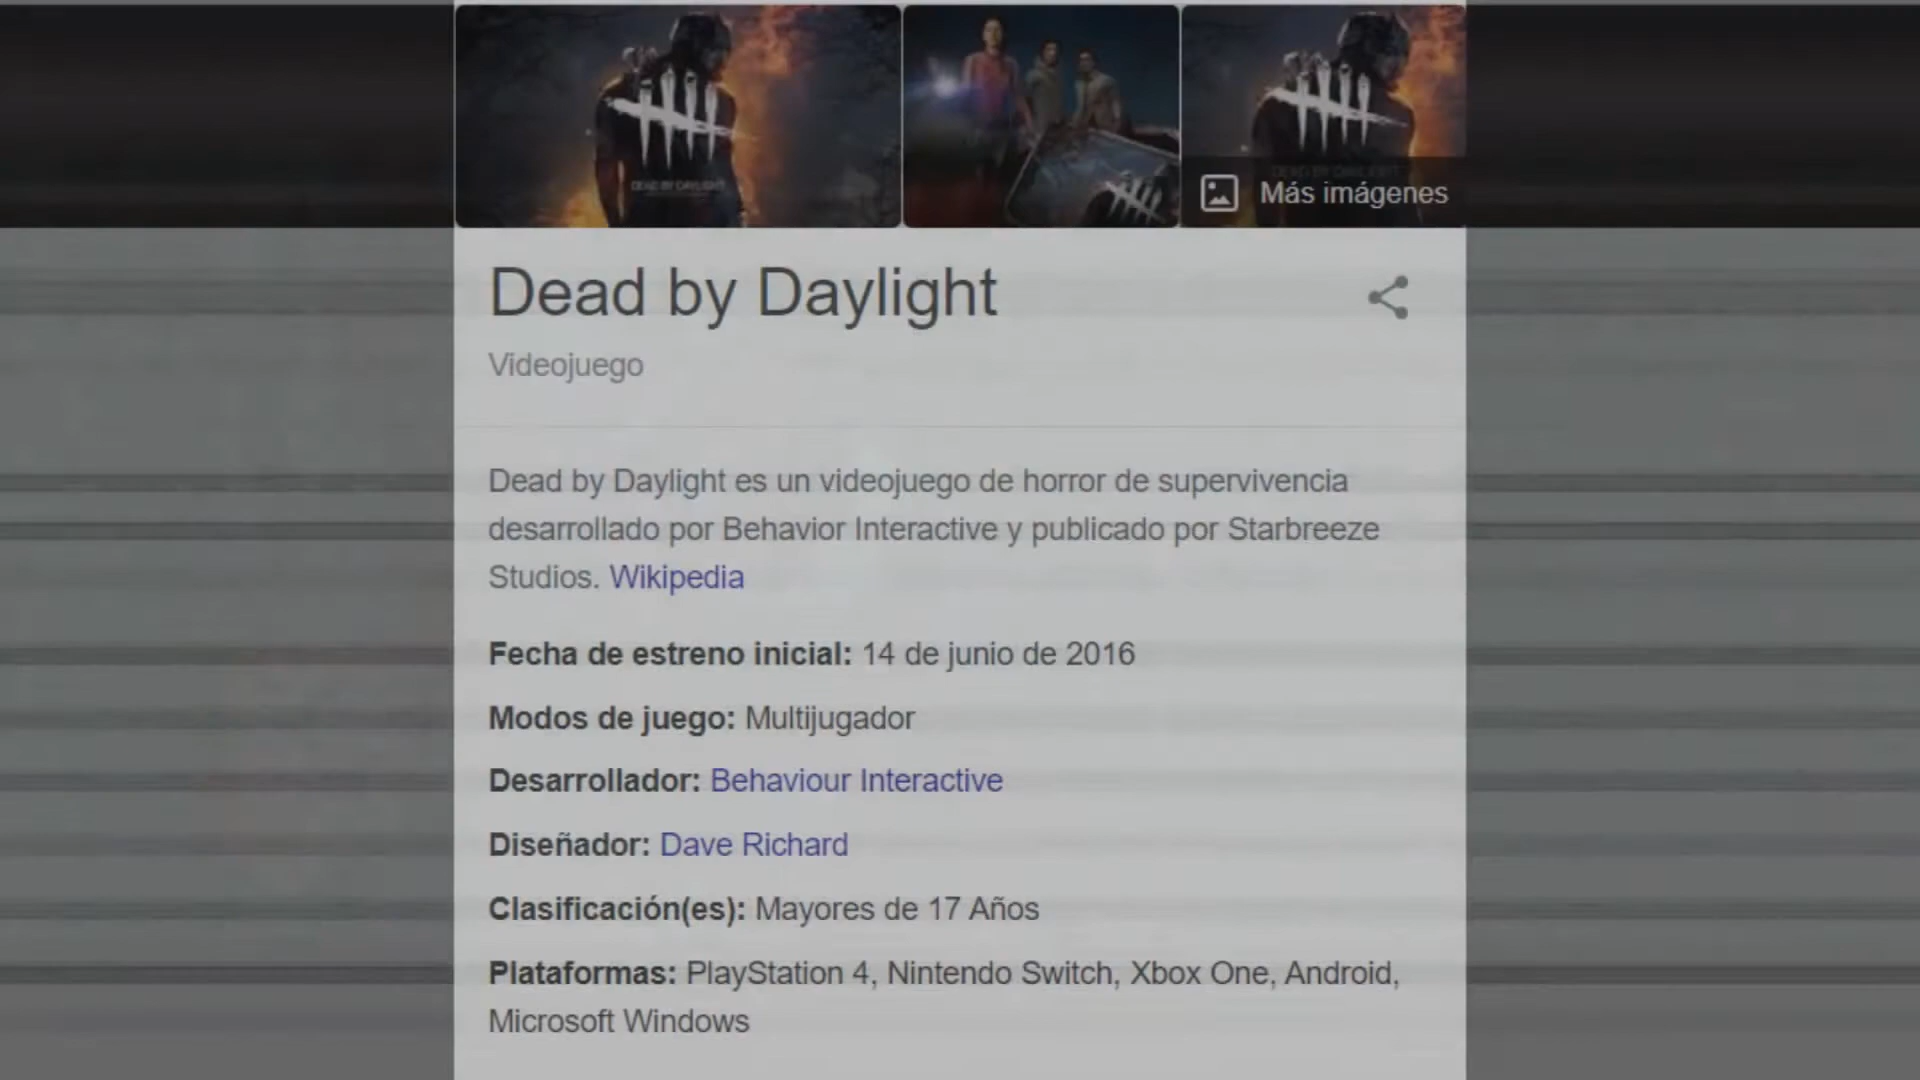 DEAD BY DAYLIGHT
Más imágenes
Dead by Daylight
Videojuego
Dead by Daylight es un videojuego de horror de supervivencia
desarrollado por Behavior Interactive y publicado por Starbreeze
Studios. Wikipedia
Fecha de estreno inicial: 14 de junio de 2016
Modos de juego: Multijugador
Desarrollador: Behaviour Interactive
Diseñador: Dave Richard
Clasificación(es): Mayores de 17 Años
Plataformas: PlayStation 4, Nintendo Switch, Xbox One, Android,
Microsoft Windows